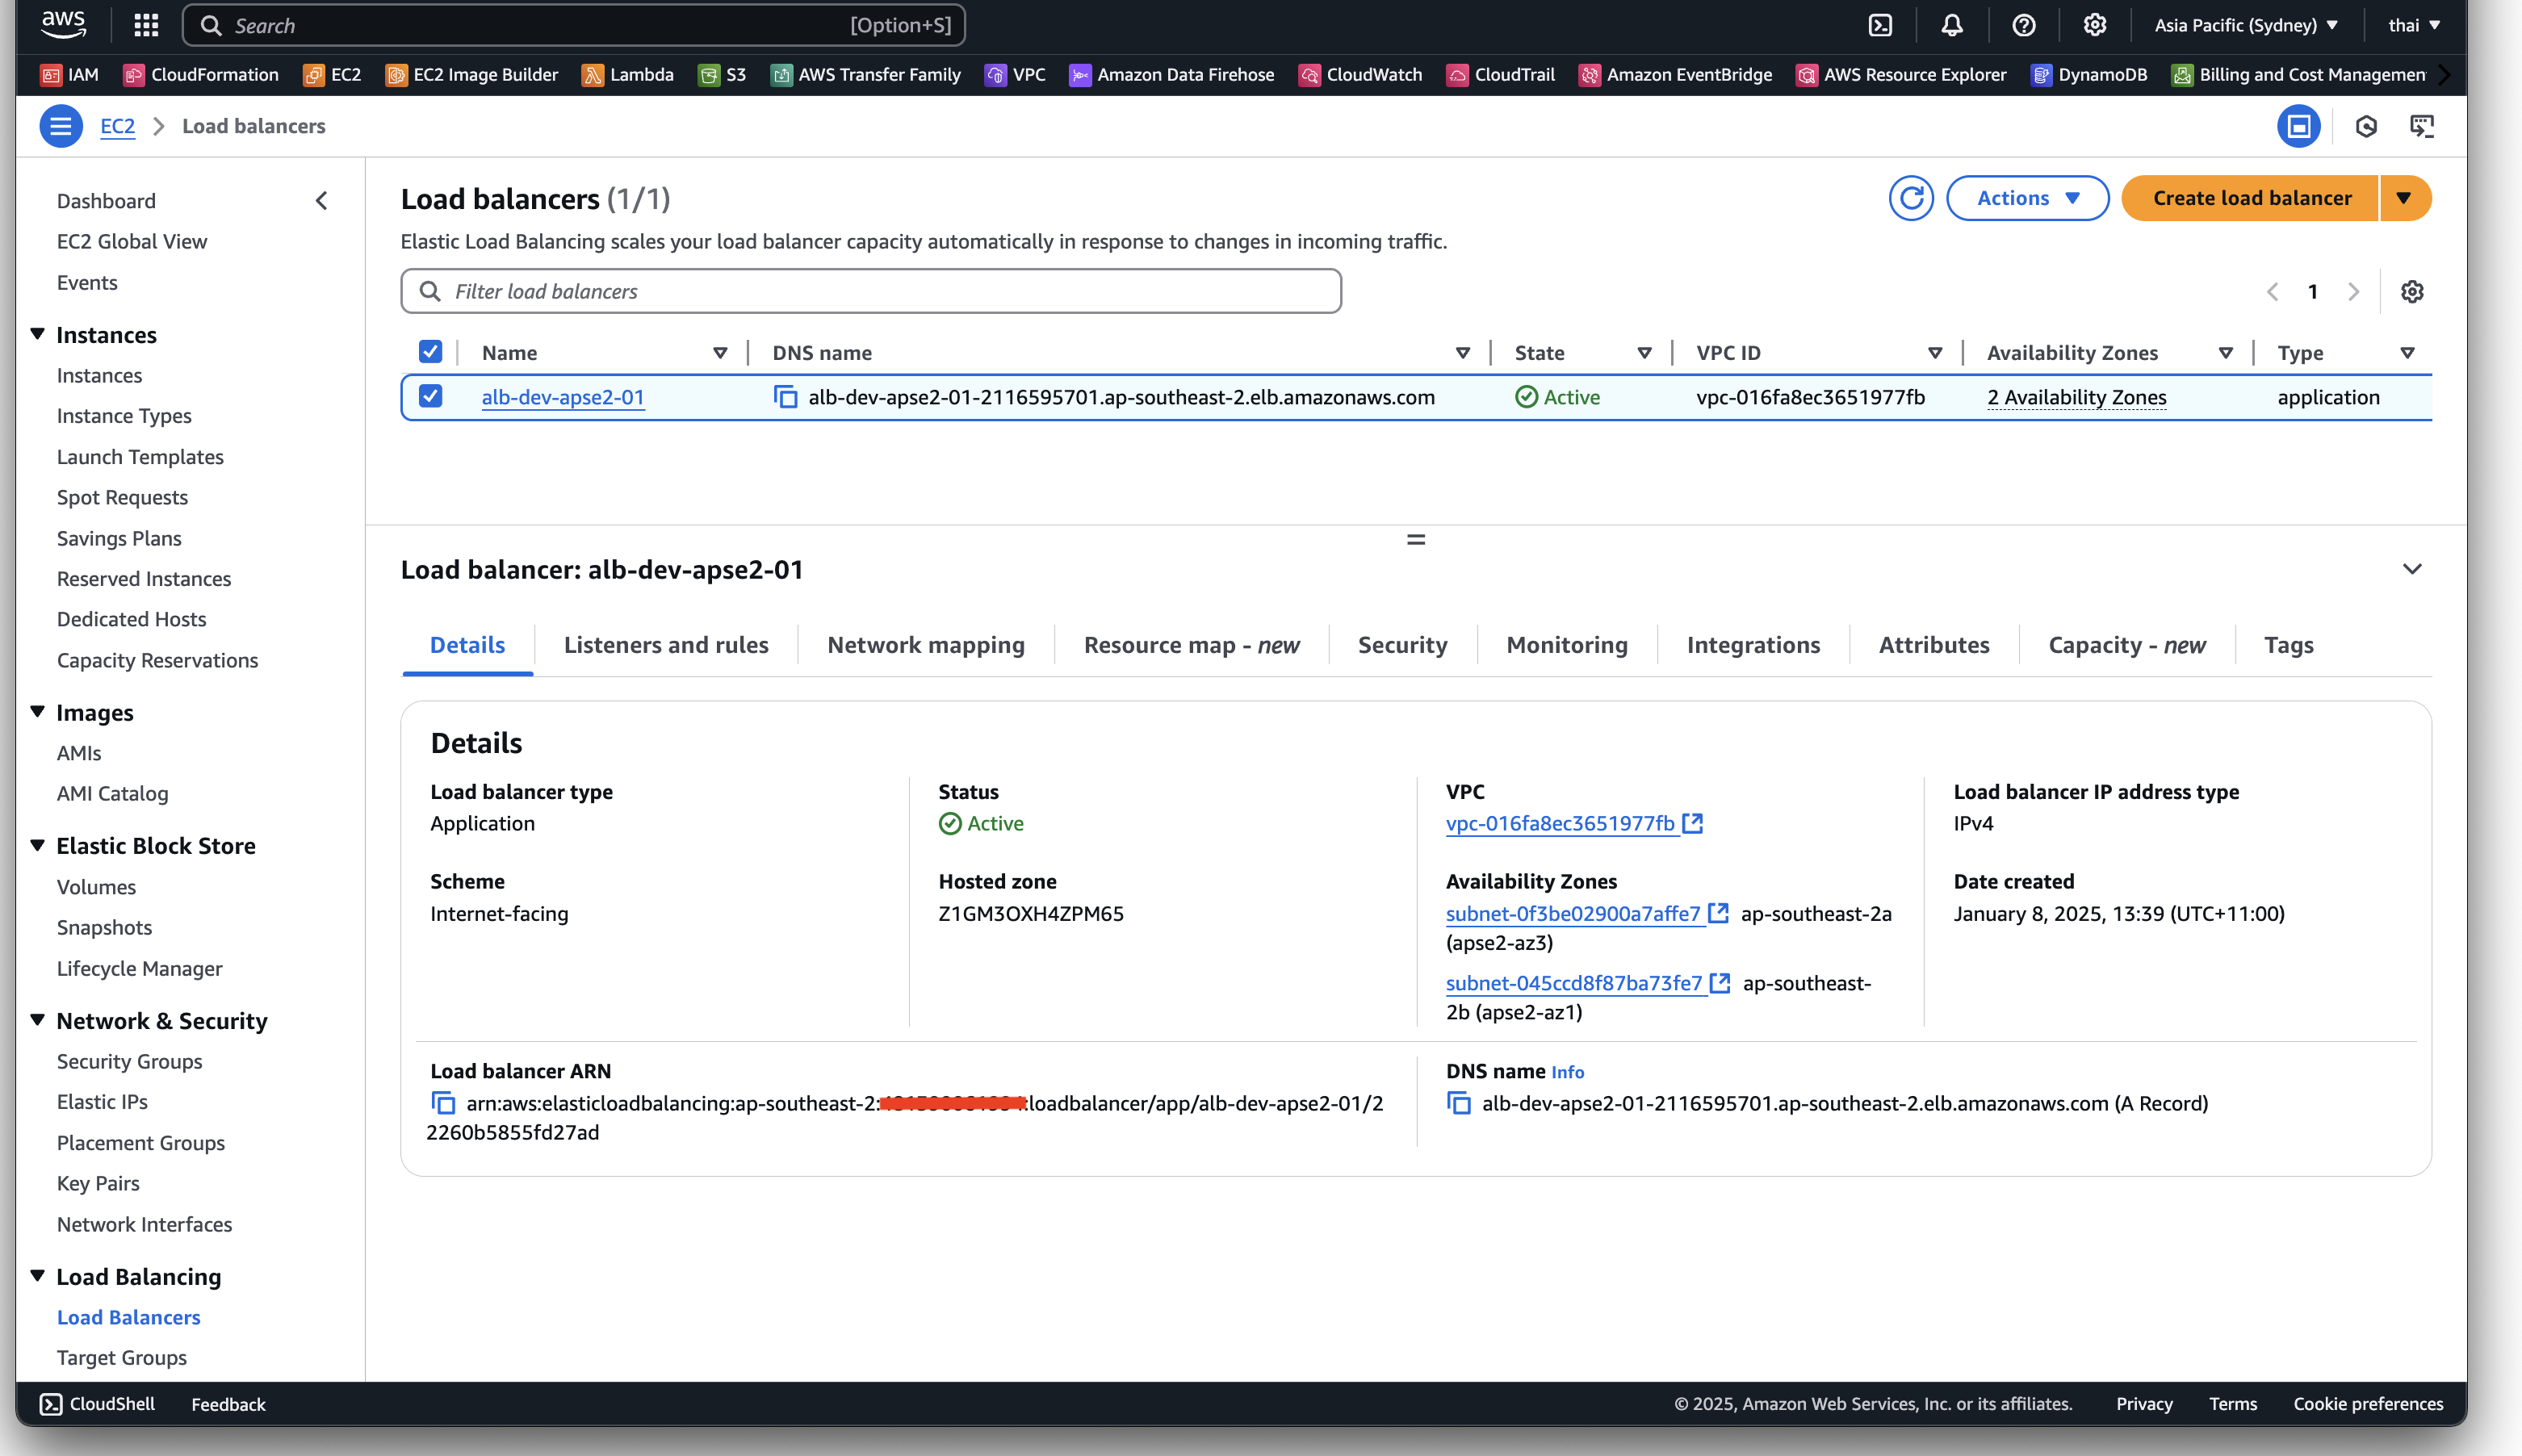 aws
Search
[Option+S]
Asia Pacific (Sydney)
thai
IAM
CloudFormation
EC2
EC2 Image Builder
Lambda
S3
AWS Transfer Family
VPC
Amazon Data Firehose
CloudWatch
CloudTrail
Amazon EventBridge
AWS Resource Explorer
DynamoDB
Billing and Cost Managemen
EC2
Load balancers
Dashboard
EC2 Global View
Events
Instances
Instances
Instance Types
Launch Templates
Spot Requests
Savings Plans
Reserved Instances
Dedicated Hosts
Capacity Reservations
Images
AMIs
AMI Catalog
Elastic Block Store
Volumes
Snapshots
Lifecycle Manager
Network & Security
Security Groups
Elastic IPs
Placement Groups
Key Pairs
Network Interfaces
Load Balancing
Load Balancers
Target Groups
Load balancers (1/1)
Actions
Create load balancer
Elastic Load Balancing scales your load balancer capacity automatically in response to changes in incoming traffic.
Filter load balancers
1
Name
DNS name
State
VPC ID
Availability Zones
Type
alb-dev-apse2-01
alb-dev-apse2-01-2116595701.ap-southeast-2.elb.amazonaws.com
Active
vpc-016fa8ec3651977fb
2 Availability Zones
application
Load balancer: alb-dev-apse2-01
Details
Listeners and rules
Network mapping
Resource map - new
Security
Monitoring
Integrations
Attributes
Capacity - new
Tags
Details
Load balancer type
Application
Status
Active
VPC
vpc-016fa8ec3651977fb
Load balancer IP address type
IPv4
Scheme
Internet-facing
Hosted zone
Z1GM3OXH4ZPM65
Availability Zones
subnet-0f3be02900a7affe7 ap-southeast-2a
(apse2-az3)
subnet-045ccd8f87ba73fe7 ap-southeast-
2b (apse2-az1)
Date created
January 8, 2025, 13:39 (UTC+11:00)
Load balancer ARN
arn:aws:elasticloadbalancing:ap-southeast-2: :loadbalancer/app/alb-dev-apse2-01/2
2260b5855fd27ad
DNS name Info
alb-dev-apse2-01-2116595701.ap-southeast-2.elb.amazonaws.com (A Record)
CloudShell
Feedback
© 2025, Amazon Web Services, Inc. or its affiliates.
Privacy
Terms
Cookie preferences